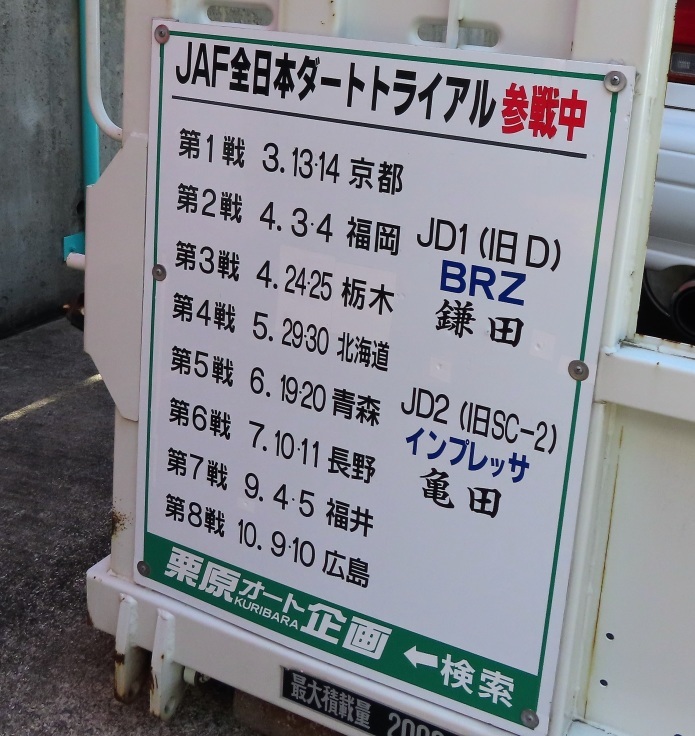 JAF全日本ダートトライアル 参戦中
第1戦 3.13・14 京都
第2戦 4.3・4 福岡
第3戦 4.24・25 栃木
第4戦 5.29・30 北海道
第5戦 6.19・20 青森
第6戦 7.10・11 長野
第7戦 9.4・5 福井
第8戦 10.9・10 広島
JD1(旧D)
BRZ
鎌田
JD2(旧SC-2)
インプレッサ
亀田
栗原オート企画 ←検索
KURIBARA
最大積載量